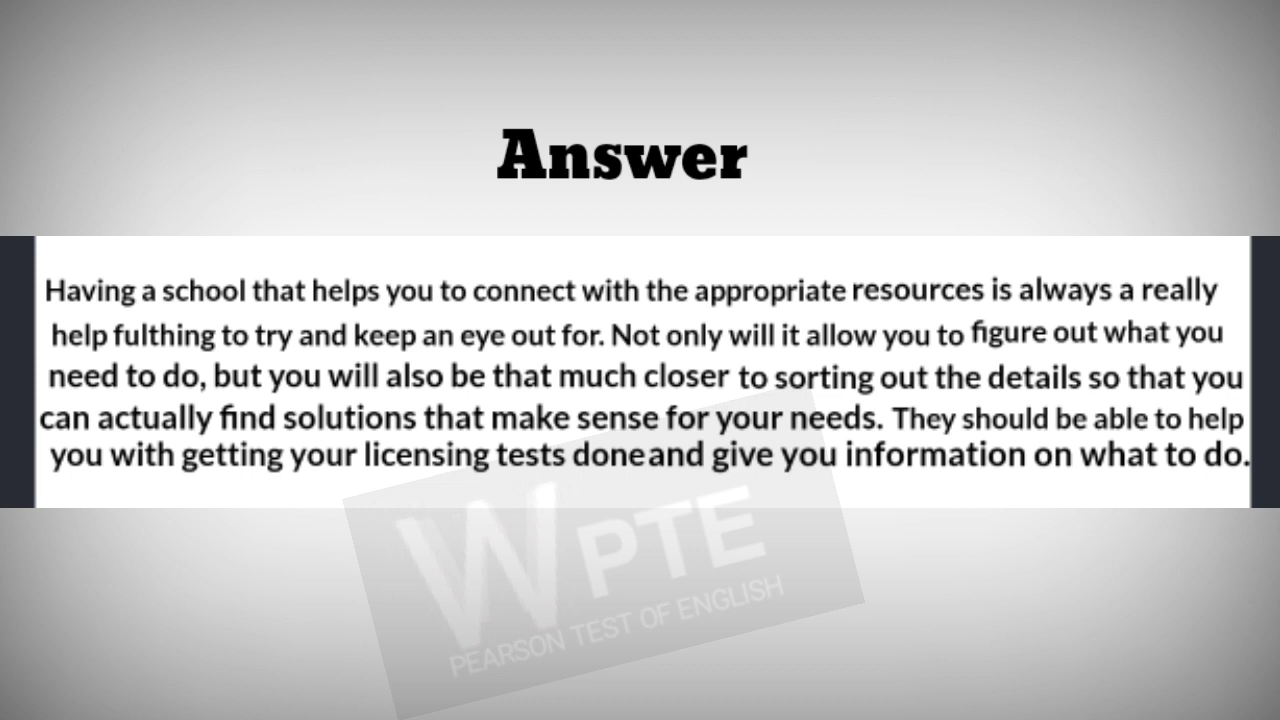 Answer
Having a school that helps you to connect with the appropriate resources is always a really
help fulthing to try and keep an eye out for. Not only will it allow you to figure out what you
need to do, but you will also be that much closer to sorting out the details so that you
can actually find solutions that make sense for your needs. They should be able to help
you with getting your licensing tests done and give you information on what to do.
W PTE
PEARSON TEST OF ENGLISH